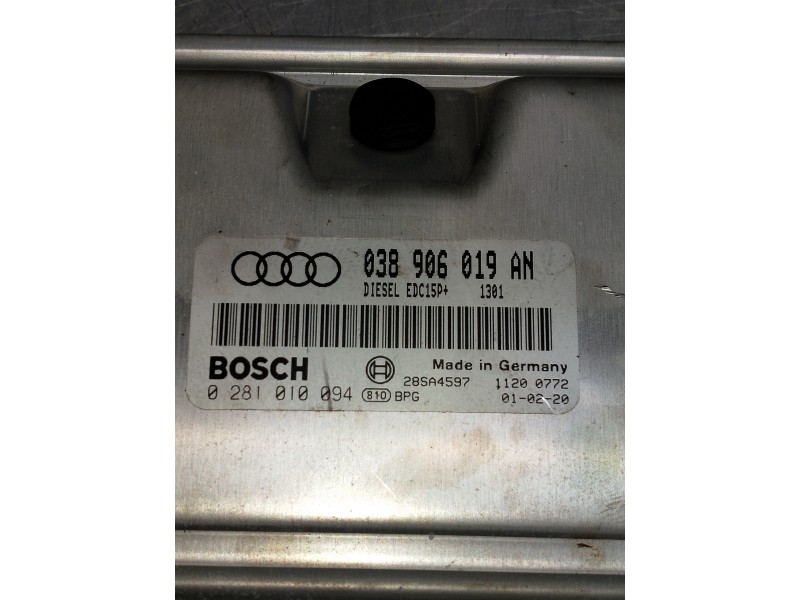 038 906 019 AN
DIESEL EDC15P+ 1301
BOSCH Made in Germany
28SA4597 1120 0772
0 281 010 094 810 BPG 01-02-20